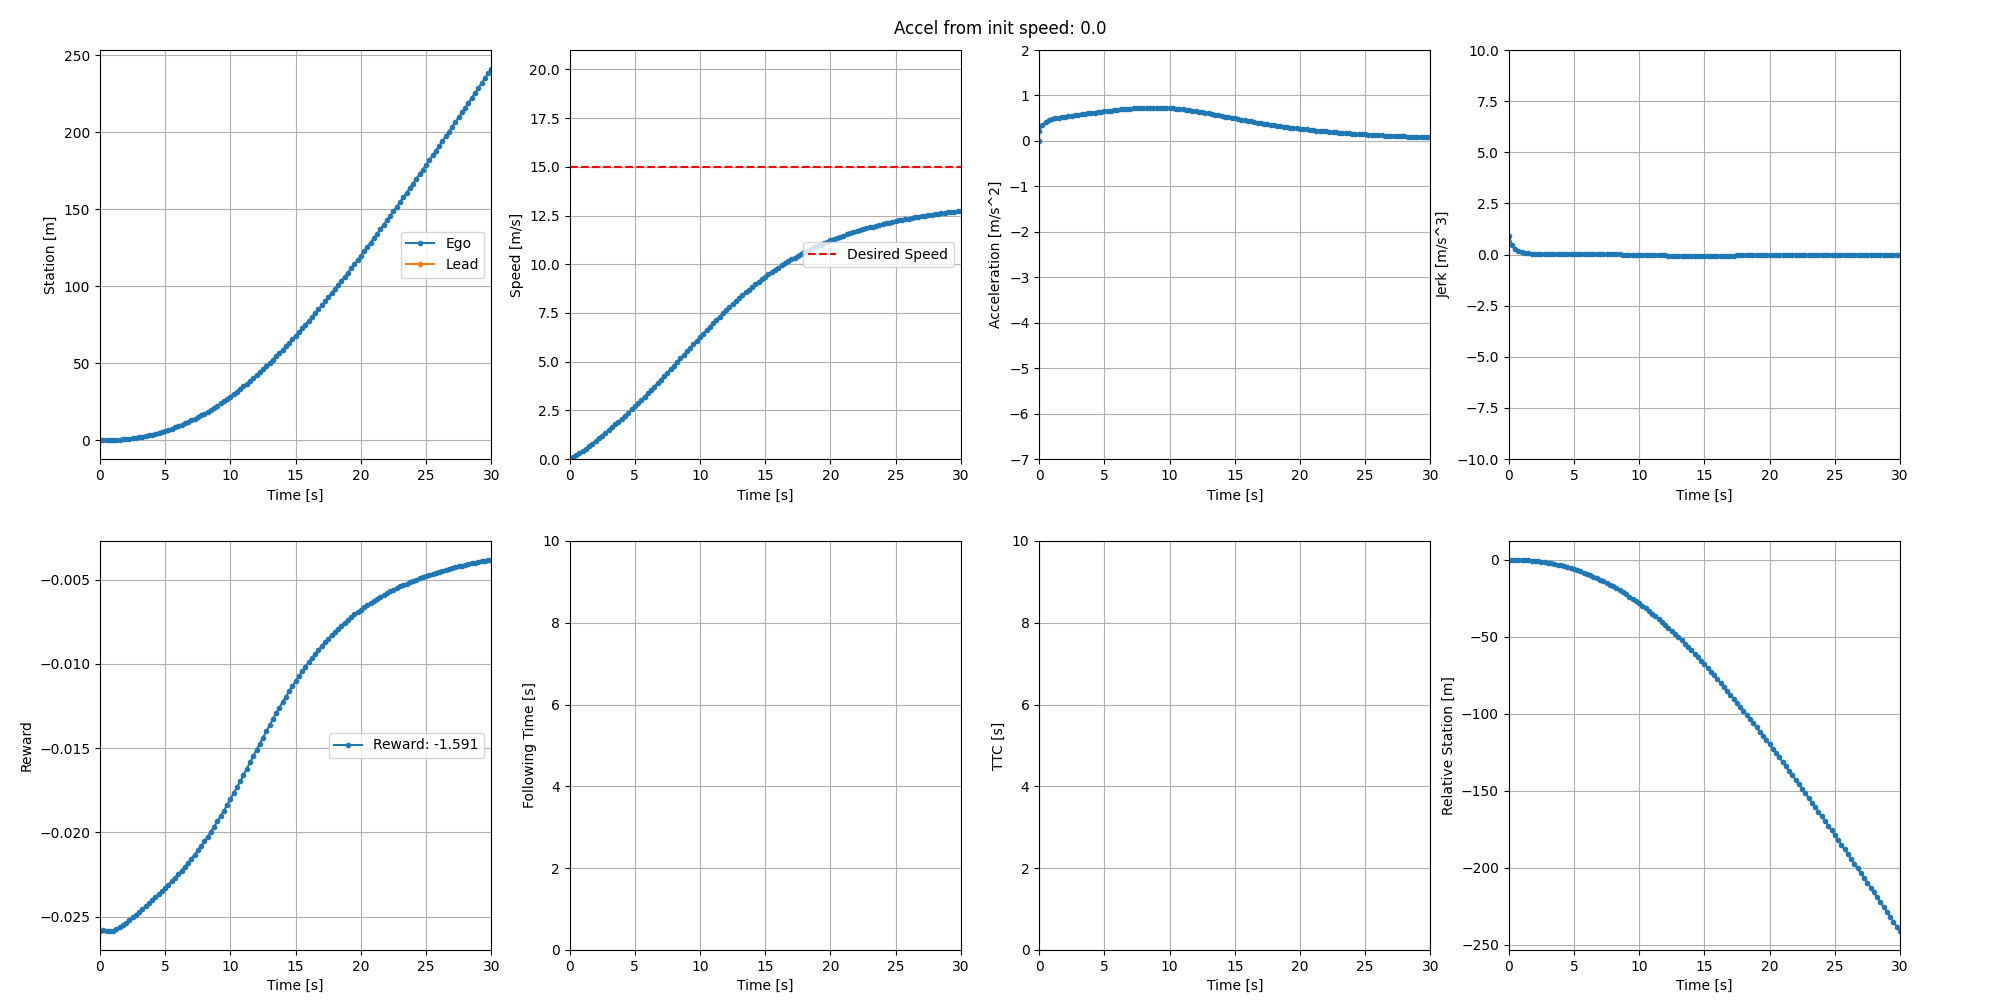 Accel from init speed: 0.0
250
200
150
100
50
0
Station [m]
Ego
Lead
0 5 10 15 20 25 30
Time [s]
20.0
17.5
15.0
12.5
10.0
7.5
5.0
2.5
0.0
Speed [m/s]
Desired Speed
0 5 10 15 20 25 30
Time [s]
2
1
0
−1
−2
−3
−4
−5
−6
−7
Acceleration [m/s^2]
0 5 10 15 20 25 30
Time [s]
10.0
7.5
5.0
2.5
0.0
−2.5
−5.0
−7.5
−10.0
Jerk [m/s^3]
0 5 10 15 20 25 30
Time [s]
−0.005
−0.010
−0.015
−0.020
−0.025
Reward
Reward: -1.591
0 5 10 15 20 25 30
Time [s]
10
8
6
4
2
0
Following Time [s]
0 5 10 15 20 25 30
Time [s]
10
8
6
4
2
0
TTC [s]
0 5 10 15 20 25 30
Time [s]
0
−50
−100
−150
−200
−250
Relative Station [m]
0 5 10 15 20 25 30
Time [s]